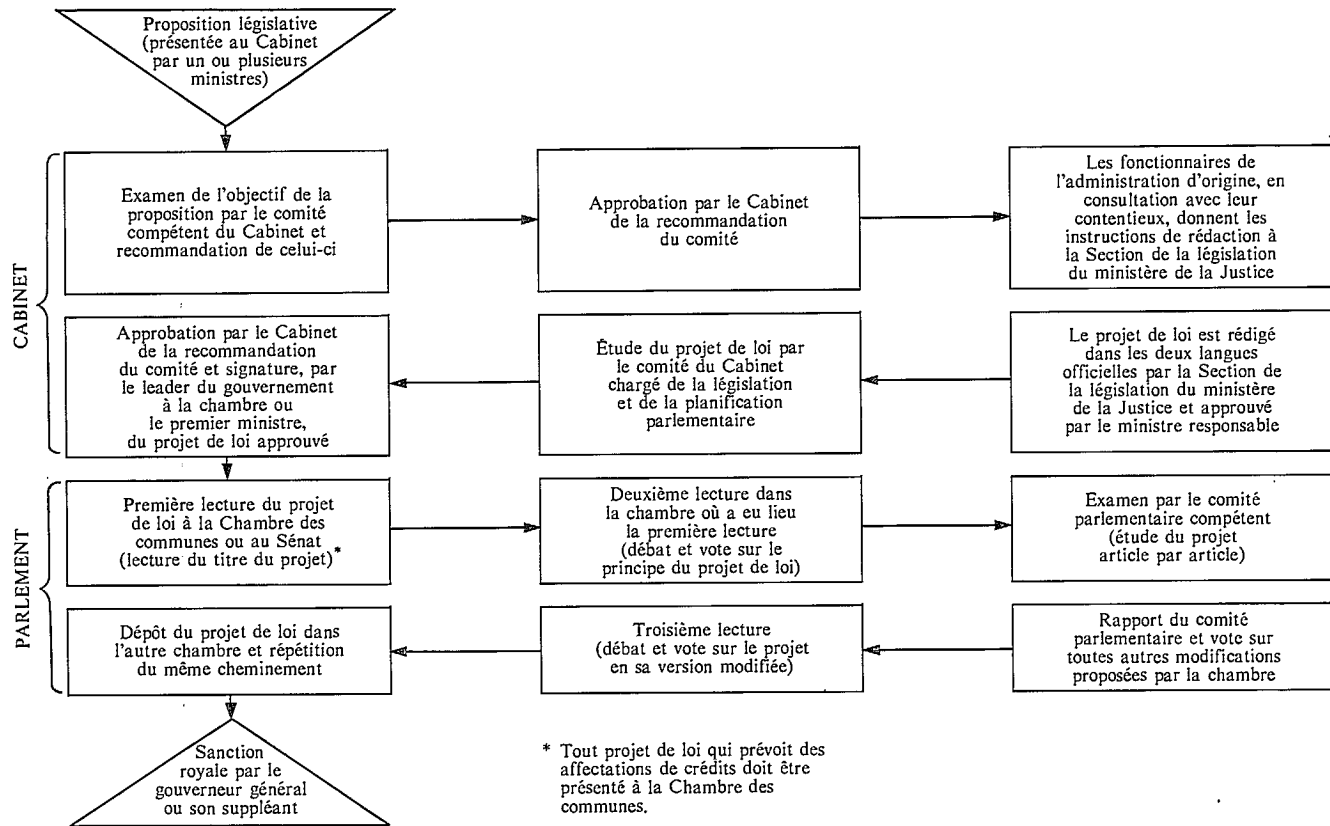 Proposition législative
(présentée au Cabinet
par un ou plusieurs
ministres)
CABINET
Examen de l'objectif de la
proposition par le comité
compétent du Cabinet et
recommandation de celui-ci
Approbation par le Cabinet
de la recommandation
du comité
Les fonctionnaires de
l'administration d'origine, en
consultation avec leur
contentieux, donnent les
instructions de rédaction à
la Section de la législation
du ministère de la Justice
Le projet de loi est rédigé
dans les deux langues
officielles par la Section de
la législation du ministère
de la Justice et approuvé
par le ministre responsable
Étude du projet de loi par
le comité du Cabinet
chargé de la législation
et de la planification
parlementaire
Approbation par le Cabinet
de la recommandation
du comité et signature, par
le leader du gouvernement
à la chambre ou
le premier ministre,
du projet de loi approuvé
PARLEMENT
Première lecture du projet
de loi à la Chambre des
communes ou au Sénat
(lecture du titre du projet)*
Deuxième lecture dans
la chambre où a eu lieu
la première lecture
(débat et vote sur le
principe du projet de loi)
Examen par le comité
parlementaire compétent
(étude du projet
article par article)
Rapport du comité
parlementaire et vote sur
toutes autres modifications
proposées par la chambre
Troisième lecture
(débat et vote sur le projet
en sa version modifiée)
Dépôt du projet de loi dans
l'autre chambre et répétition
du même cheminement
Sanction
royale par le
gouverneur général
ou son suppléant
* Tout projet de loi qui prévoit des
affectations de crédits doit être
présenté à la Chambre des
communes.